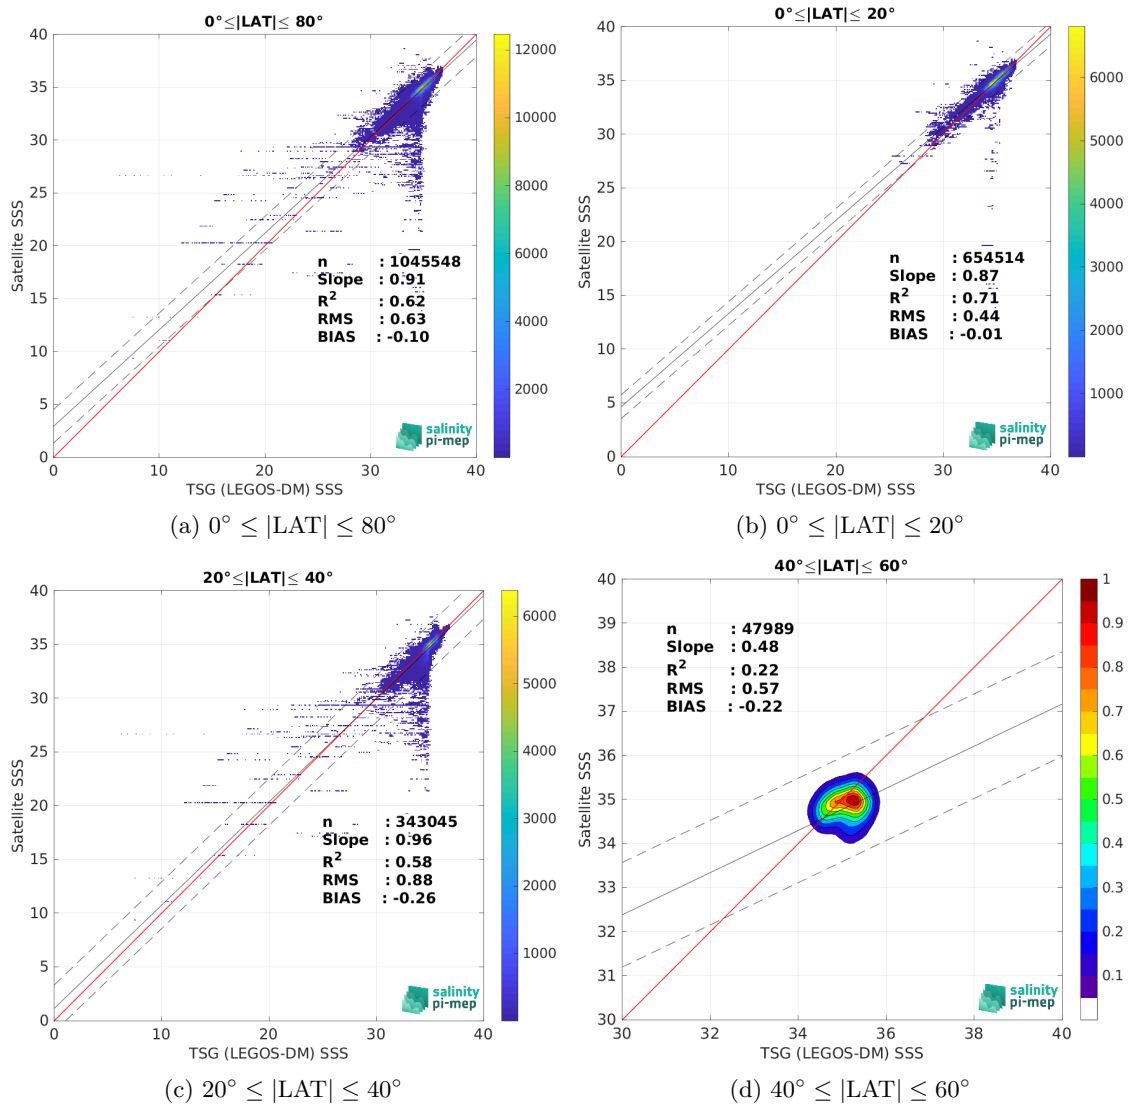 0°≤|LAT|≤ 80°
40
35
30
25
20
15
10
5
0
Satellite SSS
0
10
20
30
40
TSG (LEGOS-DM) SSS
12000
10000
8000
6000
4000
2000
n : 1045548
Slope : 0.91
R² : 0.62
RMS : 0.63
BIAS : -0.10
salinity
pi-mep
(a) 0° ≤ |LAT| ≤ 80°
0°≤|LAT|≤ 20°
40
35
30
25
20
15
10
5
0
Satellite SSS
0
10
20
30
40
TSG (LEGOS-DM) SSS
6000
5000
4000
3000
2000
1000
n : 654514
Slope : 0.87
R² : 0.71
RMS : 0.44
BIAS : -0.01
salinity
pi-mep
(b) 0° ≤ |LAT| ≤ 20°
20°≤|LAT|≤ 40°
40
35
30
25
20
15
10
5
0
Satellite SSS
0
10
20
30
40
TSG (LEGOS-DM) SSS
6000
5000
4000
3000
2000
1000
n : 343045
Slope : 0.96
R² : 0.58
RMS : 0.88
BIAS : -0.26
salinity
pi-mep
(c) 20° ≤ |LAT| ≤ 40°
40°≤|LAT|≤ 60°
40
39
38
37
36
35
34
33
32
31
30
Satellite SSS
30
32
34
36
38
40
TSG (LEGOS-DM) SSS
1
0.9
0.8
0.7
0.6
0.5
0.4
0.3
0.2
0.1
n : 47989
Slope : 0.48
R² : 0.22
RMS : 0.57
BIAS : -0.22
salinity
pi-mep
(d) 40° ≤ |LAT| ≤ 60°